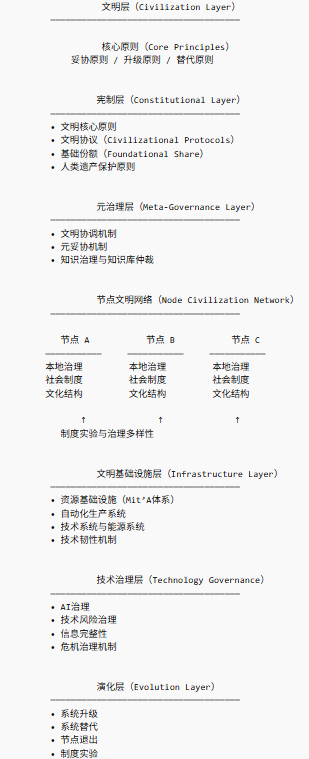 文明层（Civilization Layer）
核心原则（Core Principles）
妥协原则 / 升级原则 / 替代原则
宪制层（Constitutional Layer）
• 文明核心原则
• 文明协议（Civilizational Protocols）
• 基础份额（Foundational Share）
• 人类遗产保护原则
元治理层（Meta-Governance Layer）
• 文明协调机制
• 元妥协机制
• 知识治理与知识库仲裁
节点文明网络（Node Civilization Network）
节点 A 节点 B 节点 C
本地治理 本地治理 本地治理
社会制度 社会制度 社会制度
文化结构 文化结构 文化结构
↑ ↑ ↑
制度实验与治理多样性
文明基础设施层（Infrastructure Layer）
• 资源基础设施（Mit’A体系）
• 自动化生产系统
• 技术系统与能源系统
• 技术韧性机制
技术治理层（Technology Governance）
• AI治理
• 技术风险治理
• 信息完整性
• 危机治理机制
演化层（Evolution Layer）
• 系统升级
• 系统替代
• 节点退出
• 制度实验